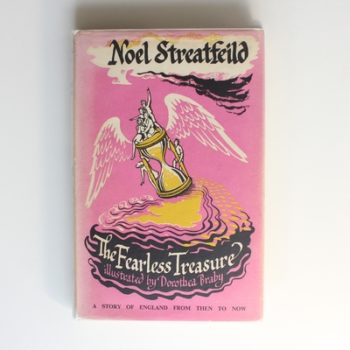 Noel Streatfeild
The Fearless Treasure
illustrated by Dorothea Braby
A STORY OF ENGLAND FROM THEN TO NOW